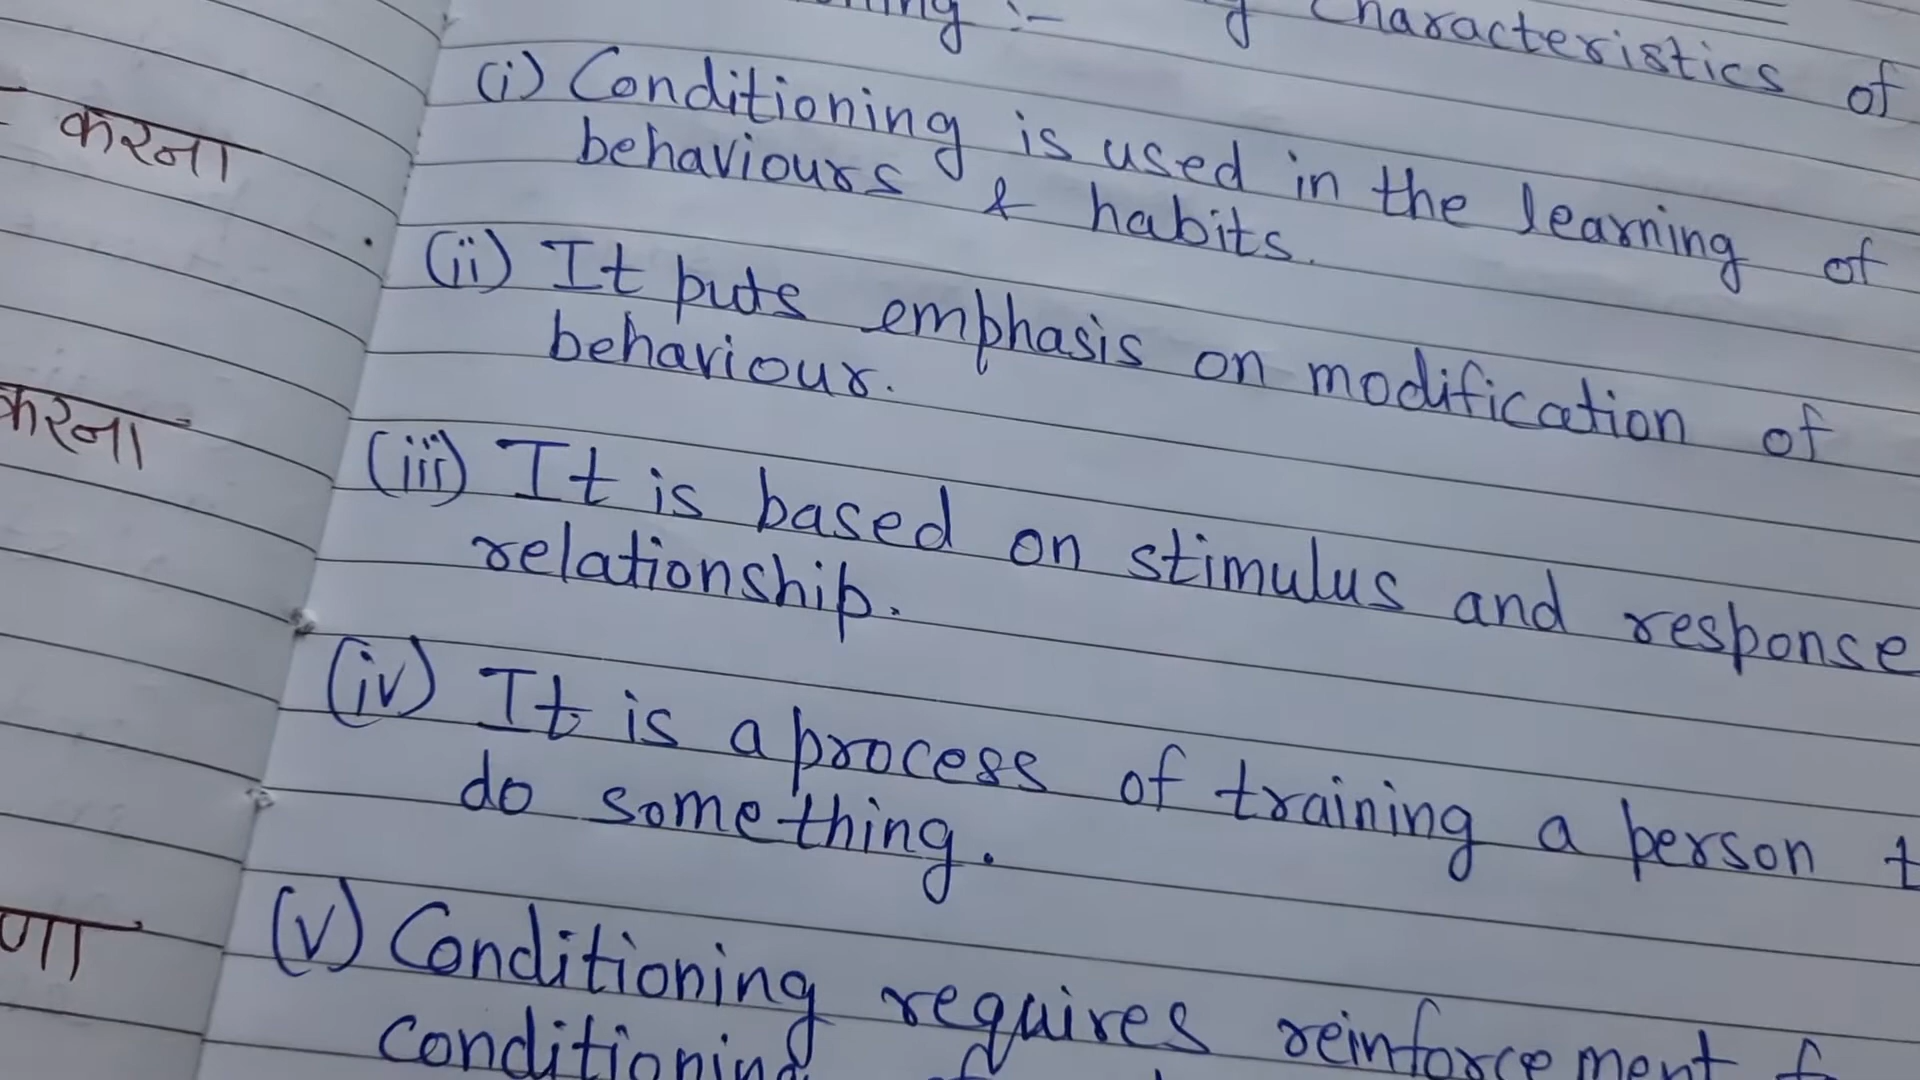 करना
करना
णा
Characteristics of
(i) Conditioning is used in the learning of
behaviours & habits.
(ii) It puts emphasis on modification of
behaviour.
(iii) It is based on stimulus and response
relationship.
(iv) It is a process of training a person t
do something.
(v) Conditioning requires reinforcement f
conditioning